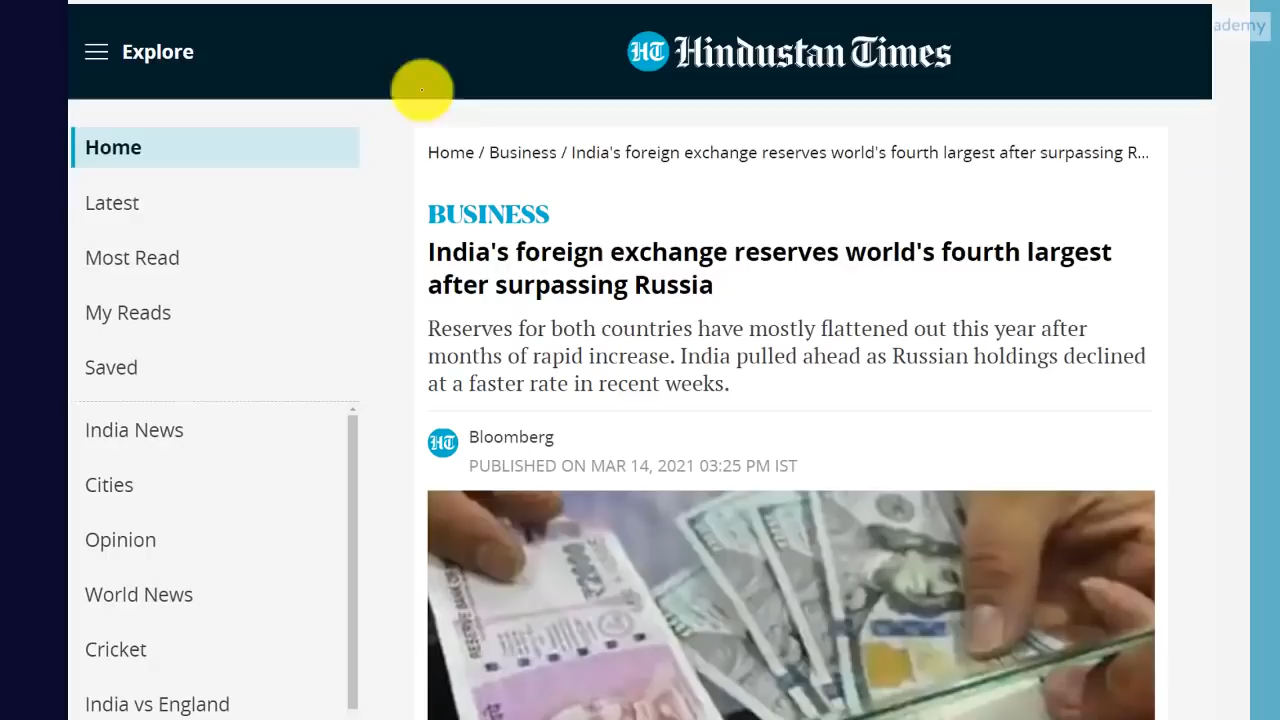 ademy
Explore
HT Hindustan Times
Home
Latest
Most Read
My Reads
Saved
India News
Cities
Opinion
World News
Cricket
India vs England
Home / Business / India's foreign exchange reserves world's fourth largest after surpassing R...
BUSINESS
India's foreign exchange reserves world's fourth largest
after surpassing Russia
Reserves for both countries have mostly flattened out this year after
months of rapid increase. India pulled ahead as Russian holdings declined
at a faster rate in recent weeks.
HT Bloomberg
PUBLISHED ON MAR 14, 2021 03:25 PM IST